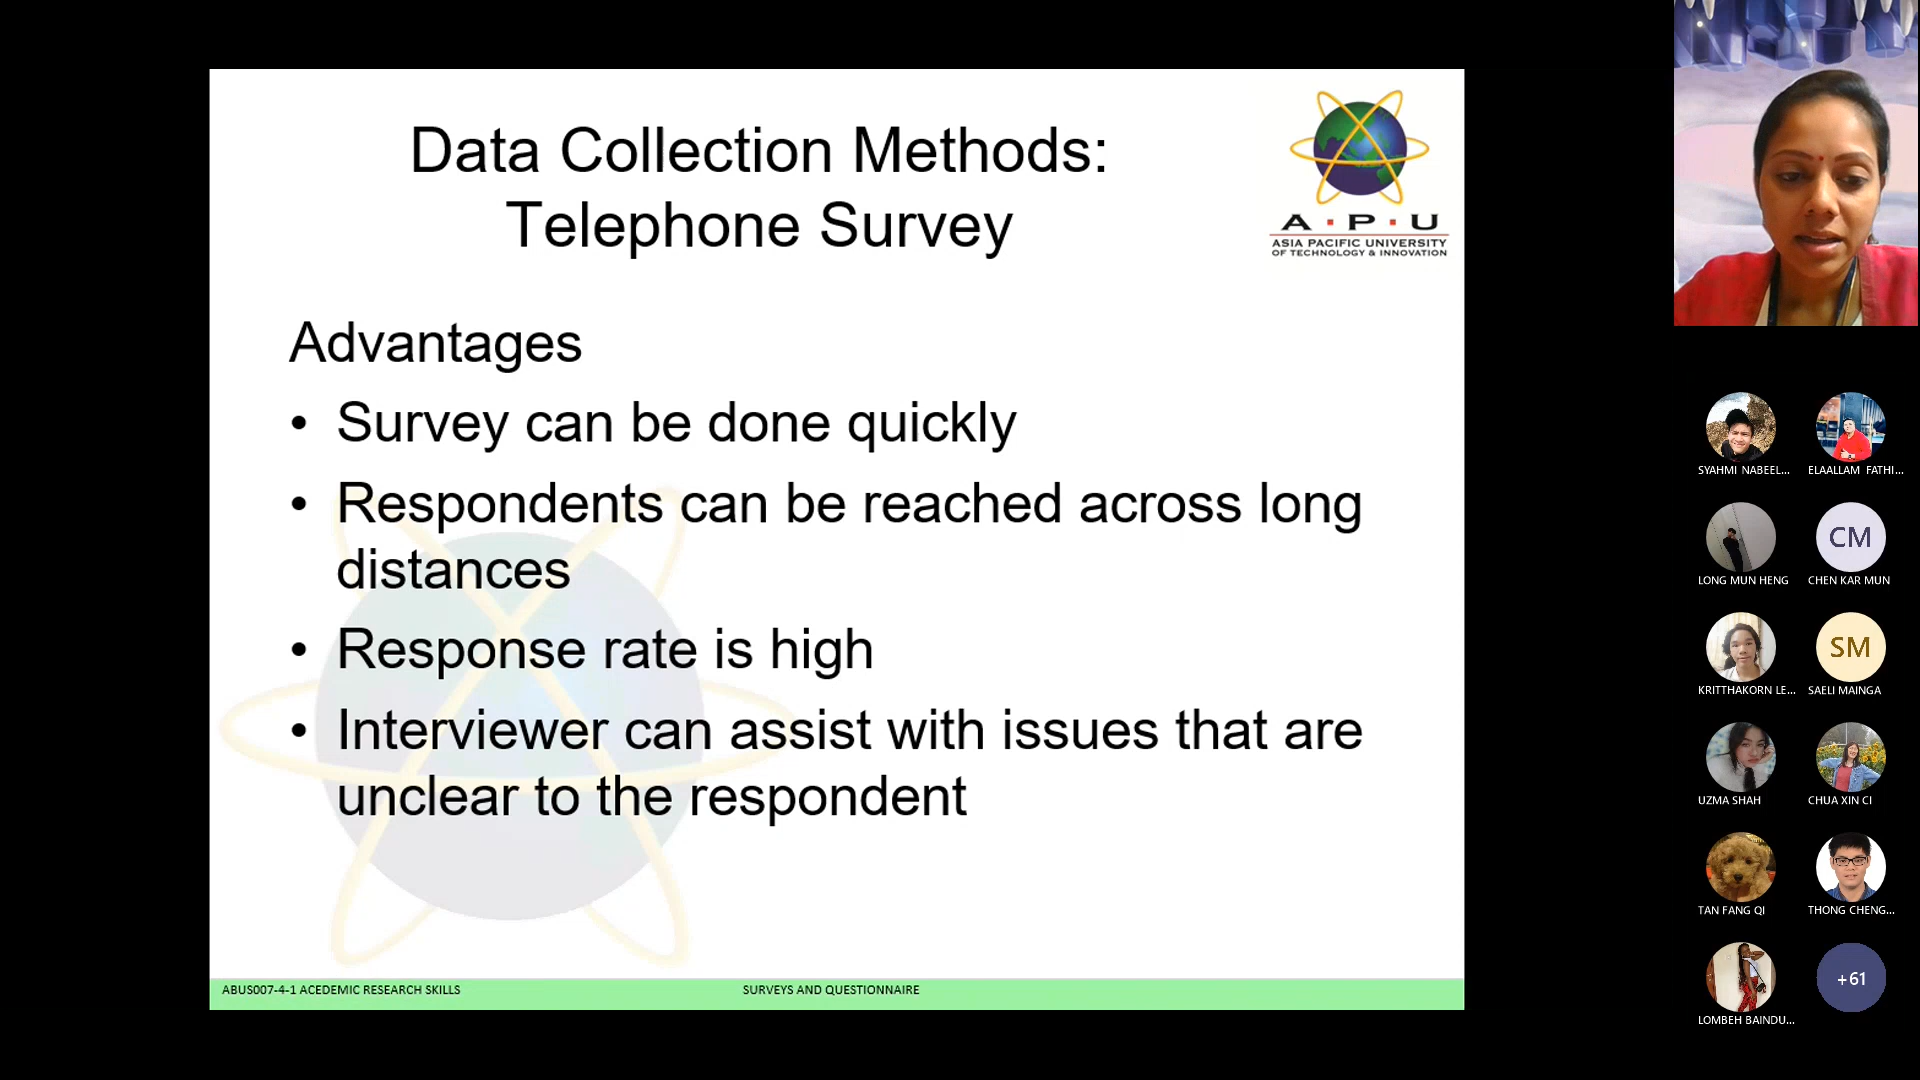 Data Collection Methods:
Telephone Survey
A·P·U
ASIA PACIFIC UNIVERSITY
OF TECHNOLOGY & INNOVATION
Advantages
• Survey can be done quickly
• Respondents can be reached across long
distances
• Response rate is high
• Interviewer can assist with issues that are
unclear to the respondent
ABUS007-4-1 ACEDEMIC RESEARCH SKILLS
SURVEYS AND QUESTIONNAIRE
SYAHMI NABEEL...
ELAALLAM FATHI...
LONG MUN HENG
CM
CHEN KAR MUN
KRITTHAKORN LE...
SM
SAELI MAINGA
UZMA SHAH
CHUA XIN CI
TAN FANG QI
THONG CHENG...
LOMBEH BAINDU...
+61